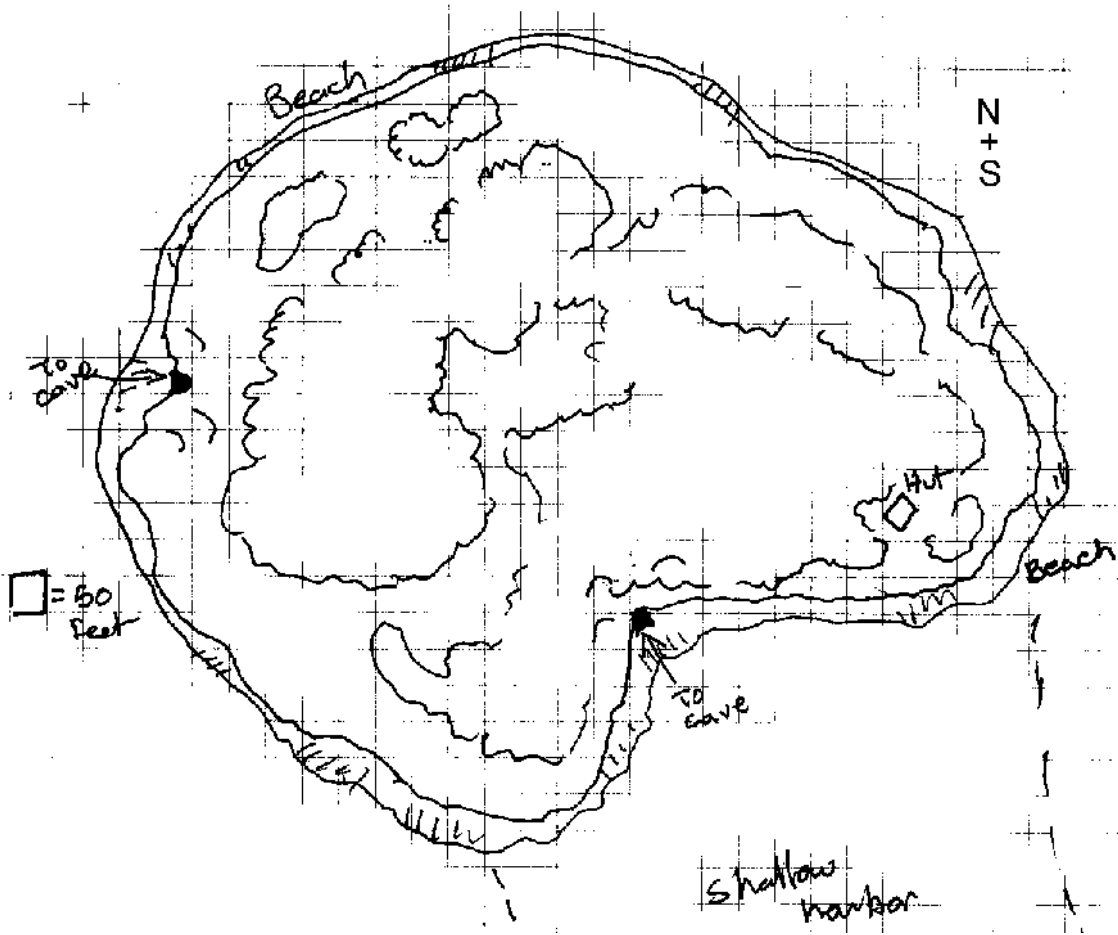 Beach
N
+
S
To
cave
Hut
Beach
= 50
feet
To
cave
Shallow
harbor